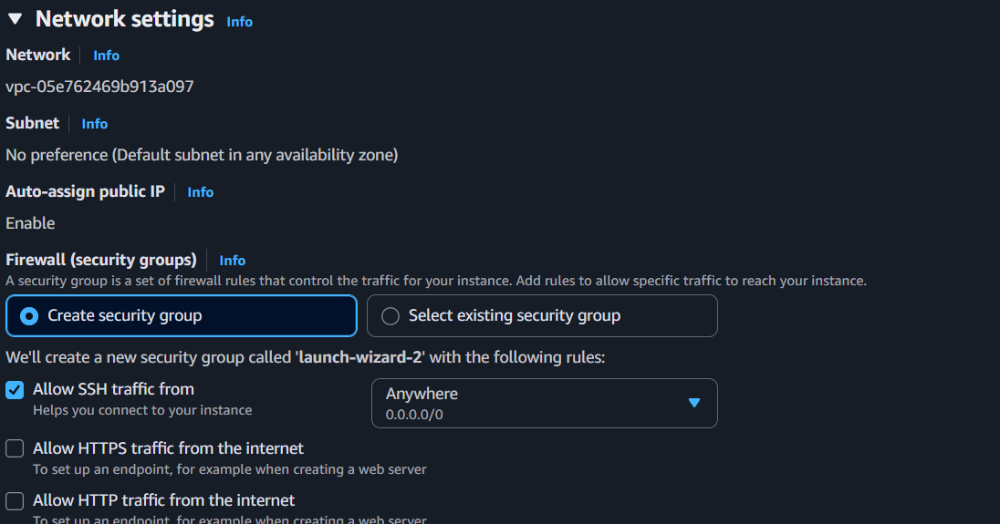 Network settings Info
Network Info
vpc-05e762469b913a097
Subnet Info
No preference (Default subnet in any availability zone)
Auto-assign public IP Info
Enable
Firewall (security groups) Info
A security group is a set of firewall rules that control the traffic for your instance. Add rules to allow specific traffic to reach your instance.
Create security group Select existing security group
We'll create a new security group called 'launch-wizard-2' with the following rules:
Allow SSH traffic from Anywhere
Helps you connect to your instance 0.0.0.0/0
Allow HTTPS traffic from the internet
To set up an endpoint, for example when creating a web server
Allow HTTP traffic from the internet
To set up an endpoint, for example when creating a web server